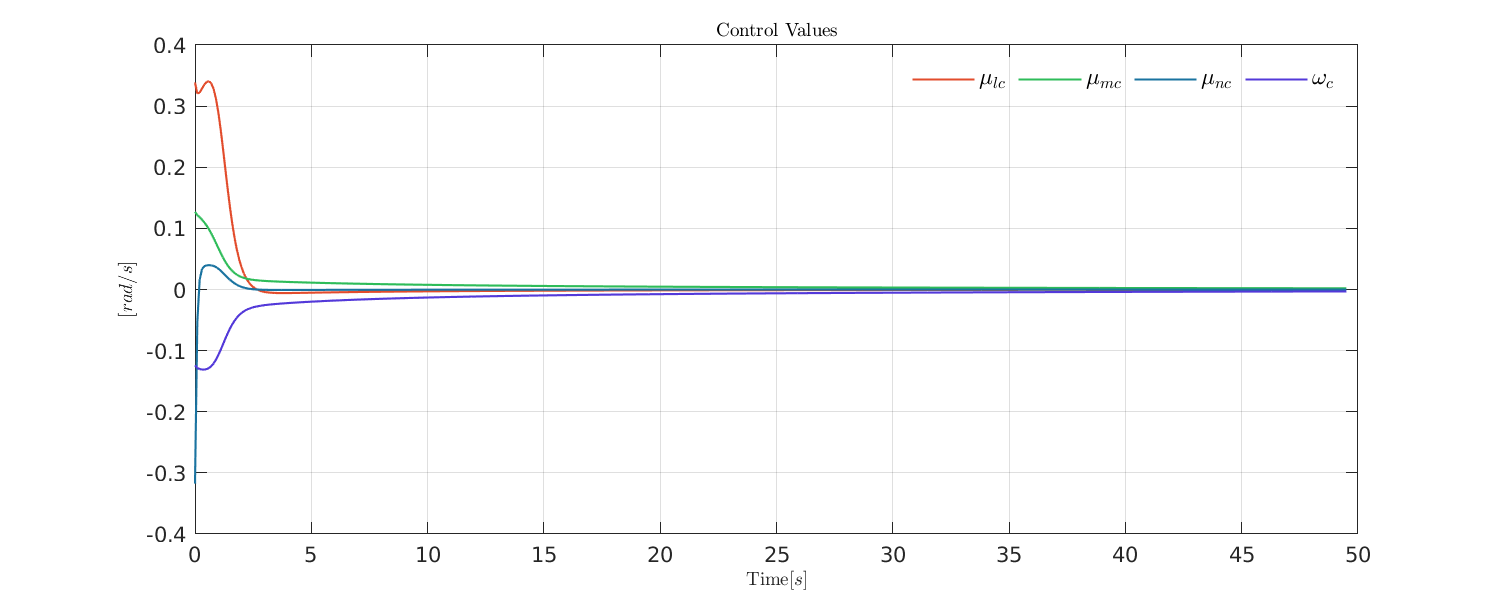 Control Values
0.4
0.3
0.2
0.1
0
-0.1
-0.2
-0.3
-0.4
[rad/s]
μlc μmc μnc ωc
0 5 10 15 20 25 30 35 40 45 50
Time[s]